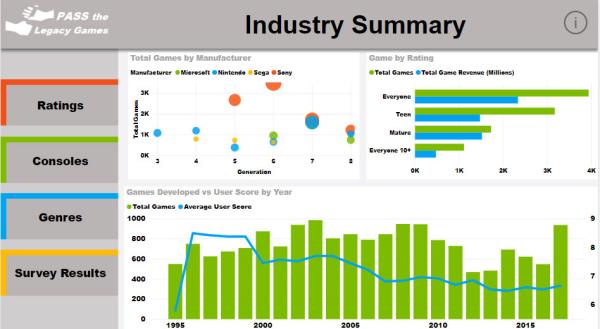 PASS the
Legacy Games
Industry Summary
i
Ratings
Consoles
Genres
Survey Results
Total Games by Manufacturer
Manufacturer Microsoft Nintendo Sega Sony
Total Games
3K
2K
1K
0K
3 4 5 6 7 8
Generation
Game by Rating
Total Games Total Game Revenue (Millions)
Everyone
Teen
Mature
Everyone 10+
0K 1K 2K 3K 4K
Games Developed vs User Score by Year
Total Games Average User Score
1000
800
600
400
200
0
9
8
7
6
1995 2000 2005 2010 2015